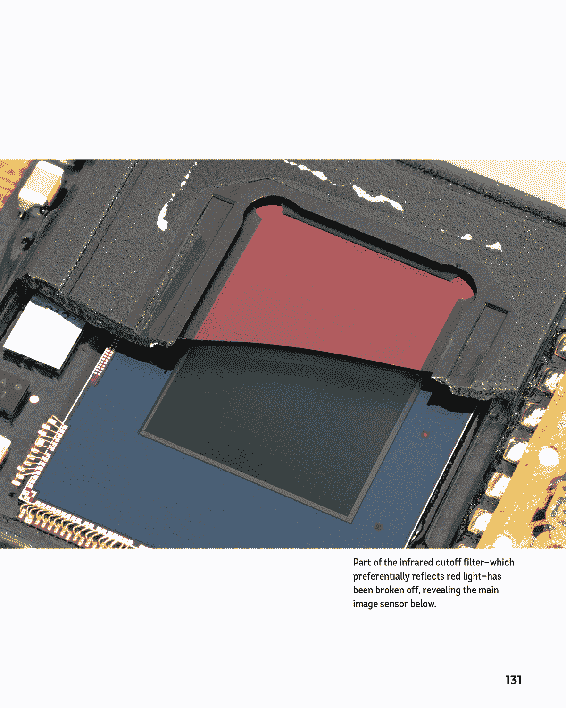 Part of the infrared cutoff filter—which
preferentially reflects red light—has
been broken off, revealing the main
image sensor below.
131